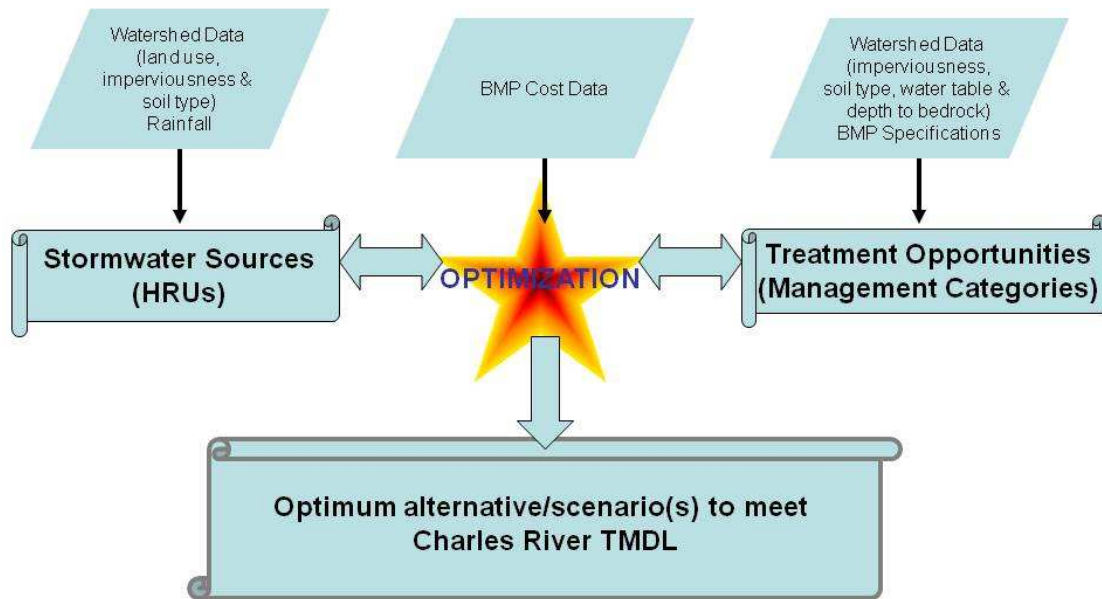 Watershed Data
(land use,
imperviousness &
soil type)
Rainfall
BMP Cost Data
Watershed Data
(imperviousness,
soil type, water table &
depth to bedrock)
BMP Specifications
Stormwater Sources
(HRUs)
OPTIMIZATION
Treatment Opportunities
(Management Categories)
Optimum alternative/scenario(s) to meet
Charles River TMDL